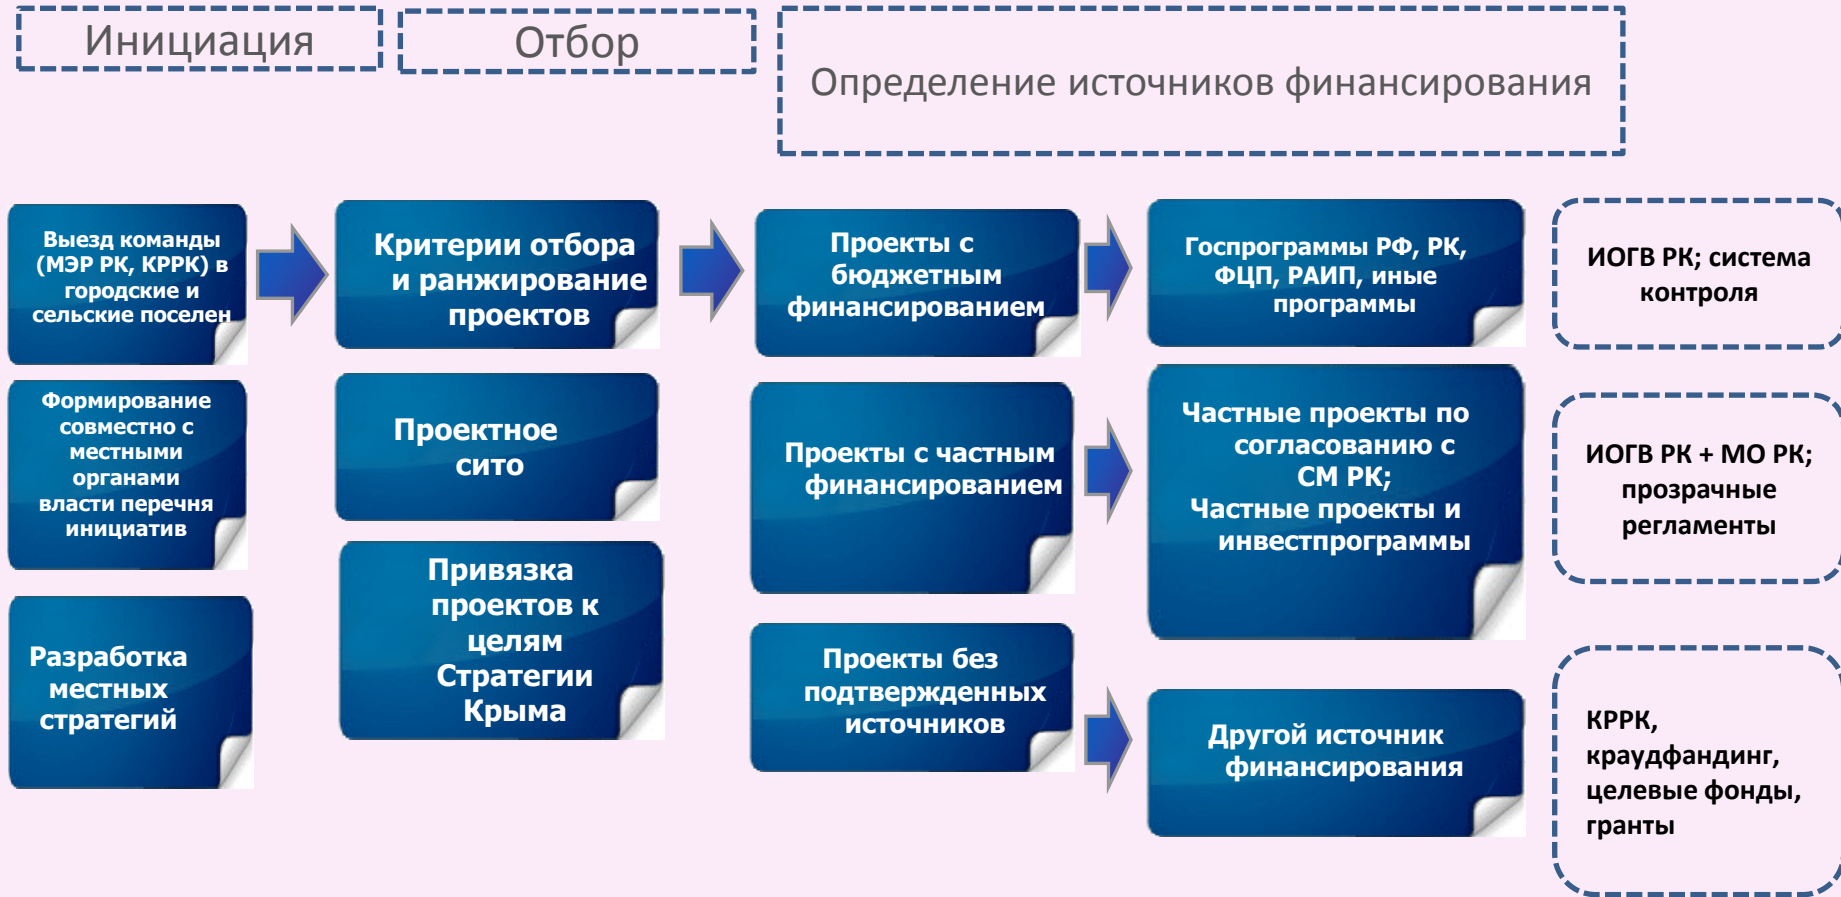 Инициация
Отбор
Определение источников финансирования
Выезд команды
(МЭР РК, КРРК) в
городские и
сельские поселен
Формирование
совместно с
местными
органами
власти перечня
инициатив
Разработка
местных
стратегий
Критерии отбора
и ранжирование
проектов
Проектное
сито
Привязка
проектов к
целям
Стратегии
Крыма
Проекты с
бюджетным
финансированием
Проекты с частным
финансированием
Проекты без
подтвержденных
источников
Госпрограммы РФ, РК,
ФЦП, РАИП, иные
программы
Частные проекты по
согласованию с
СМ РК;
Частные проекты и
инвестпрограммы
Другой источник
финансирования
ИОГВ РК; система
контроля
ИОГВ РК + МО РК;
прозрачные
регламенты
КРРК,
краудфандинг,
целевые фонды,
гранты